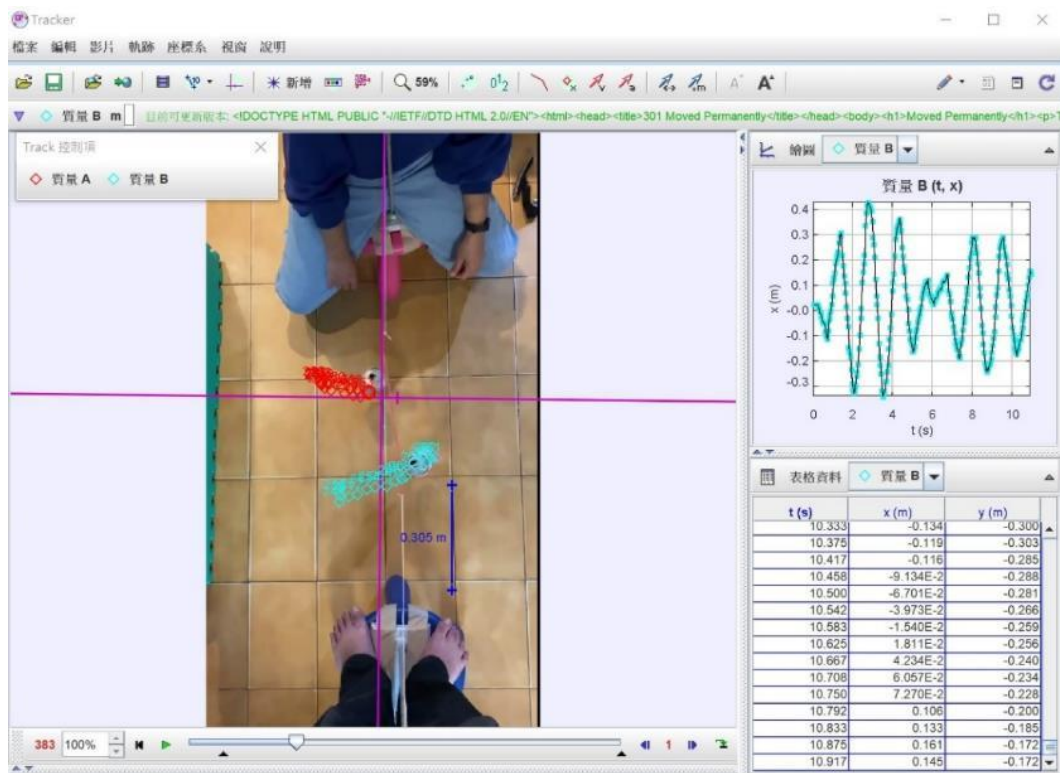 Tracker
檔案 編輯 影片 軌跡 座標系 視窗 說明
新增 59%
質量 B m 目前可更新版本: <!DOCTYPE HTML PUBLIC "-//IETF//DTD HTML 2.0//EN"><html><head><title>301 Moved Permanently</title></head><body><h1>Moved Permanently</h1><p>T
Track 控制項
質量 A 質量 B
0.305 m
383 100% 1
繪圖 質量 B
質量 B (t, x)
0.4
0.3
0.2
0.1
-0.0
-0.1
-0.2
-0.3
x (m)
0 2 4 6 8 10
t (s)
表格資料 質量 B
t (s) x (m) y (m)
10.333 -0.134 -0.300
10.375 -0.119 -0.303
10.417 -0.116 -0.285
10.458 -9.134E-2 -0.288
10.500 -6.701E-2 -0.281
10.542 -3.973E-2 -0.266
10.583 -1.540E-2 -0.259
10.625 1.811E-2 -0.256
10.667 4.234E-2 -0.240
10.708 6.057E-2 -0.234
10.750 7.270E-2 -0.228
10.792 0.106 -0.200
10.833 0.133 -0.185
10.875 0.161 -0.172
10.917 0.145 -0.172